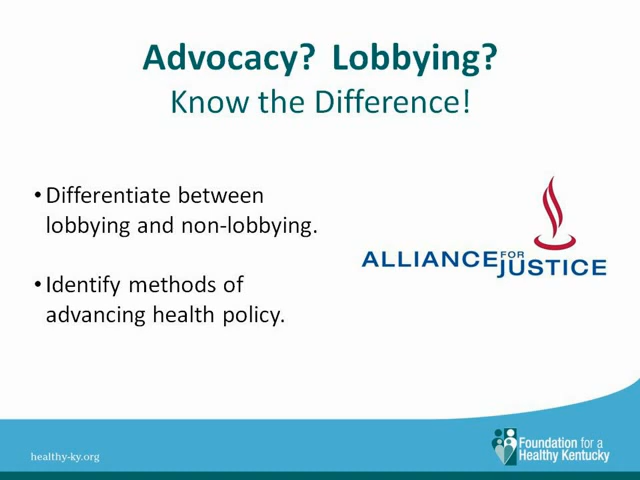 Advocacy? Lobbying?
Know the Difference!
• Differentiate between
lobbying and non-lobbying.
• Identify methods of
advancing health policy.
ALLIANCE FOR JUSTICE
healthy-ky.org
Foundation for a
Healthy Kentucky